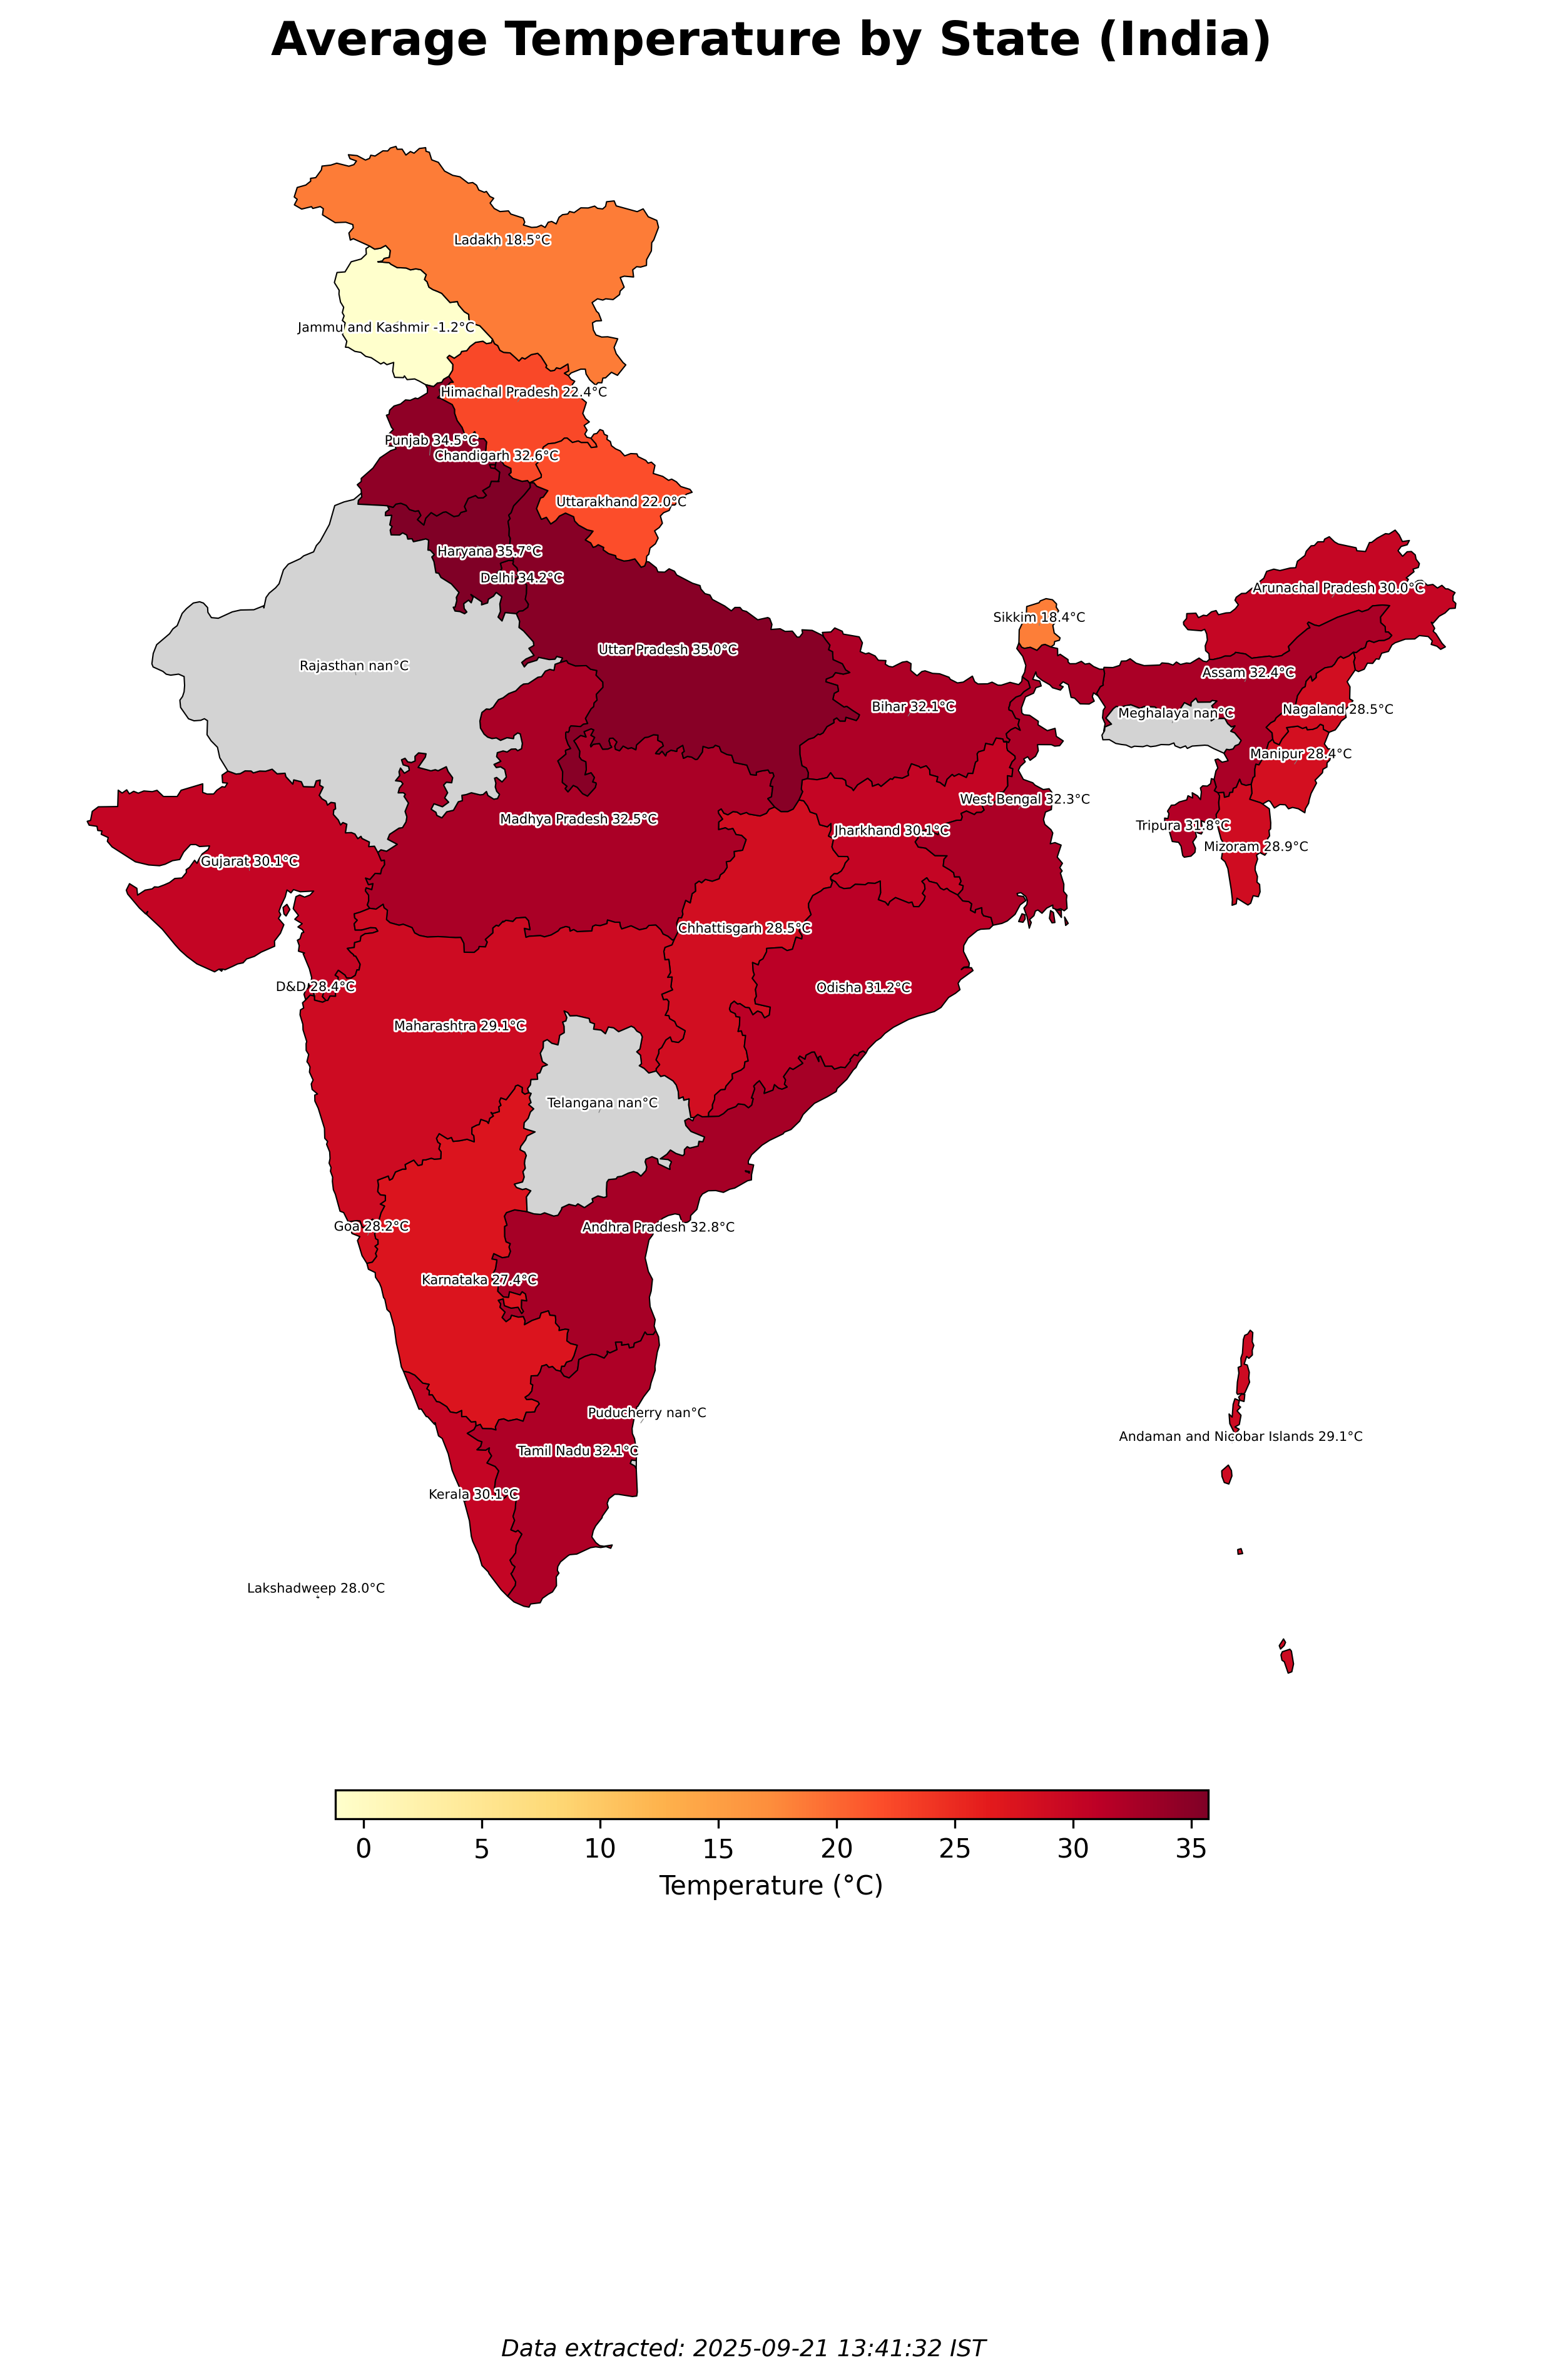 Average Temperature by State (India)
Ladakh 18.5°C
Jammu and Kashmir -1.2°C
Himachal Pradesh 22.4°C
Punjab 34.5°C
Chandigarh 32.6°C
Uttarakhand 22.0°C
Haryana 35.7°C
Delhi 34.2°C
Arunachal Pradesh 30.0°C
Sikkim 18.4°C
Uttar Pradesh 35.0°C
Rajasthan nan°C
Assam 32.4°C
Bihar 32.1°C
Nagaland 28.5°C
Meghalaya nan°C
Manipur 28.4°C
West Bengal 32.3°C
Madhya Pradesh 32.5°C
Tripura 31.8°C
Jharkhand 30.1°C
Mizoram 28.9°C
Gujarat 30.1°C
Chhattisgarh 28.5°C
D&D 28.4°C
Odisha 31.2°C
Maharashtra 29.1°C
Telangana nan°C
Goa 28.2°C
Andhra Pradesh 32.8°C
Karnataka 27.4°C
Puducherry nan°C
Andaman and Nicobar Islands 29.1°C
Tamil Nadu 32.1°C
Kerala 30.1°C
Lakshadweep 28.0°C
0 5 10 15 20 25 30 35
Temperature (°C)
Data extracted: 2025-09-21 13:41:32 IST